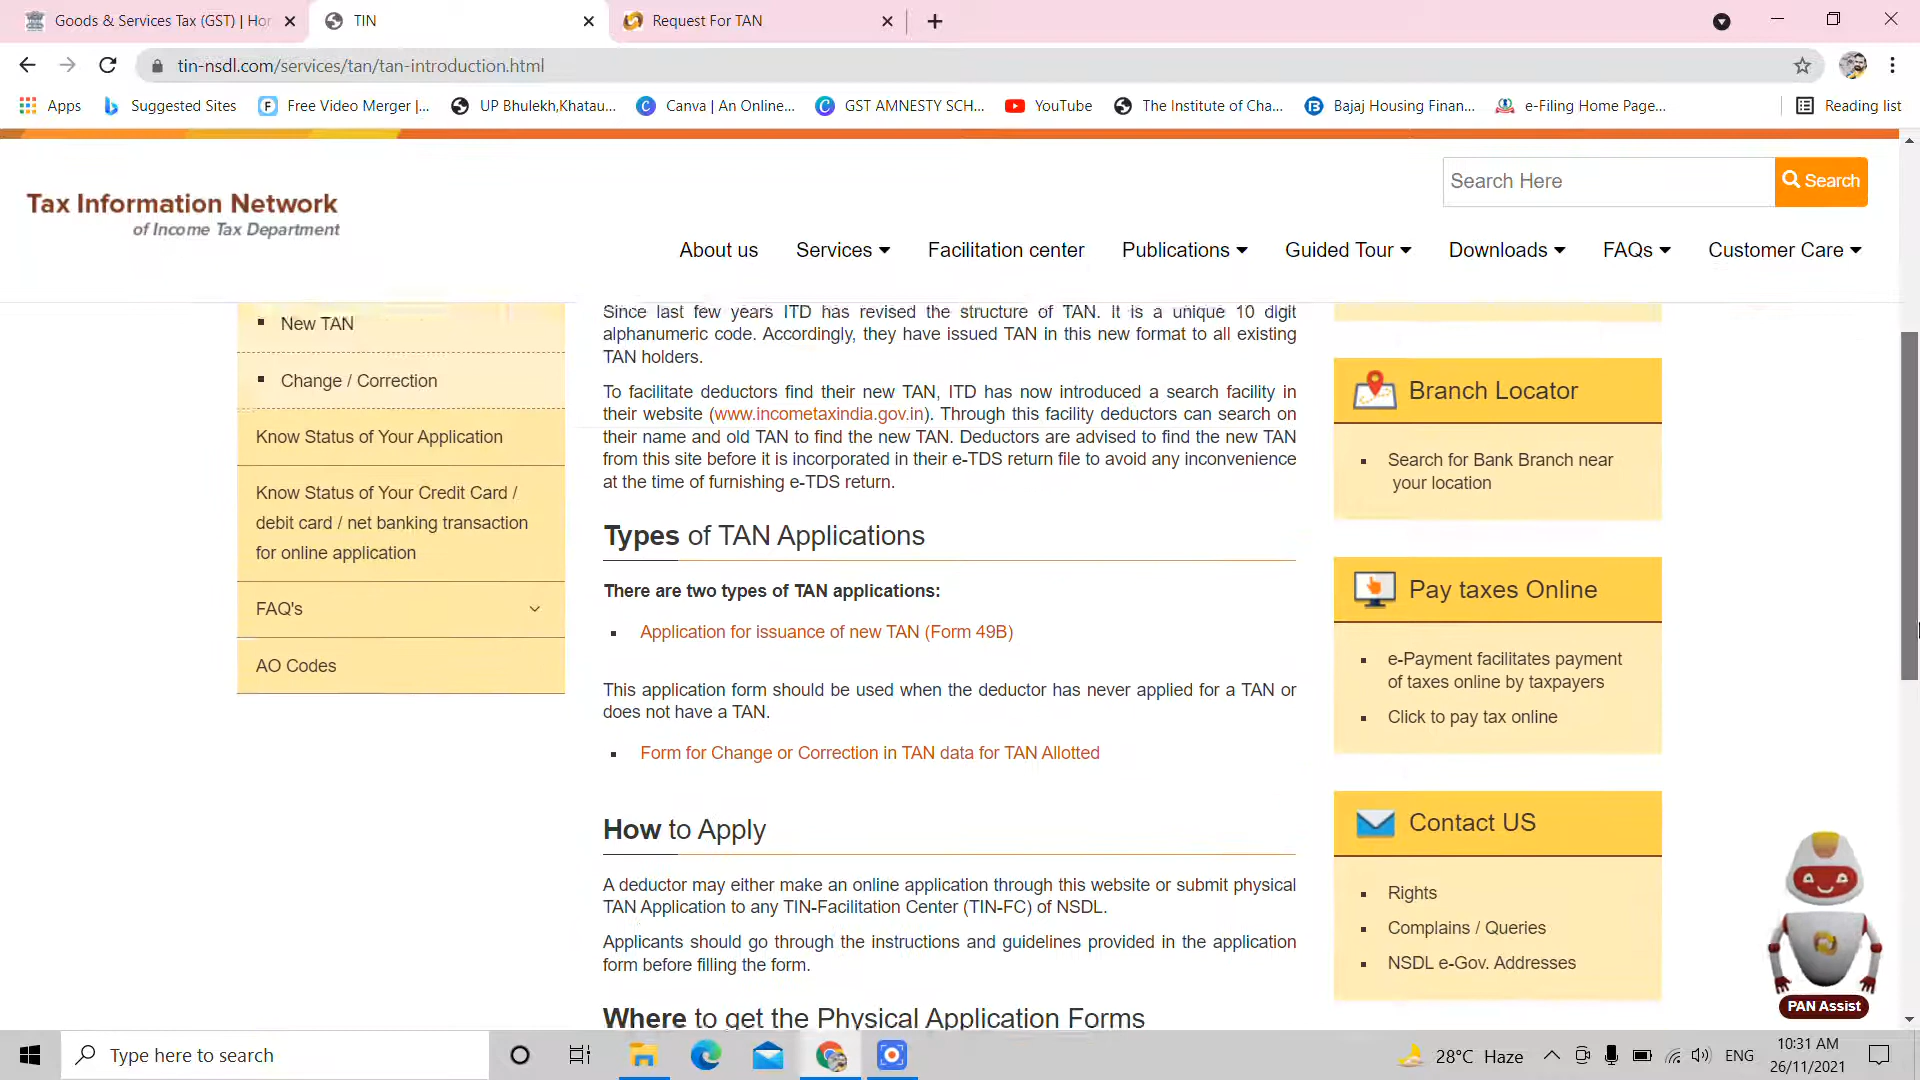 Goods & Services Tax (GST) | Hor
TIN
Request For TAN
tin-nsdl.com/services/tan/tan-introduction.html
Apps
Suggested Sites
Free Video Merger |...
UP Bhulekh,Khatau...
Canva | An Online...
GST AMNESTY SCH...
YouTube
The Institute of Cha...
Bajaj Housing Finan...
e-Filing Home Page...
Reading list
Tax Information Network
of Income Tax Department
Search Here
Search
About us
Services
Facilitation center
Publications
Guided Tour
Downloads
FAQs
Customer Care
New TAN
Change / Correction
Know Status of Your Application
Know Status of Your Credit Card /
debit card / net banking transaction
for online application
FAQ's
AO Codes
Since last few years ITD has revised the structure of TAN. It is a unique 10 digit
alphanumeric code. Accordingly, they have issued TAN in this new format to all existing
TAN holders.
To facilitate deductors find their new TAN, ITD has now introduced a search facility in
their website (www.incometaxindia.gov.in). Through this facility deductors can search on
their name and old TAN to find the new TAN. Deductors are advised to find the new TAN
from this site before it is incorporated in their e-TDS return file to avoid any inconvenience
at the time of furnishing e-TDS return.
Types of TAN Applications
There are two types of TAN applications:
Application for issuance of new TAN (Form 49B)
This application form should be used when the deductor has never applied for a TAN or
does not have a TAN.
Form for Change or Correction in TAN data for TAN Allotted
How to Apply
A deductor may either make an online application through this website or submit physical
TAN Application to any TIN-Facilitation Center (TIN-FC) of NSDL.
Applicants should go through the instructions and guidelines provided in the application
form before filling the form.
Where to get the Physical Application Forms
Branch Locator
Search for Bank Branch near
your location
Pay taxes Online
e-Payment facilitates payment
of taxes online by taxpayers
Click to pay tax online
Contact US
Rights
Complains / Queries
NSDL e-Gov. Addresses
PAN Assist
Type here to search
28°C Haze
ENG
10:31 AM
26/11/2021